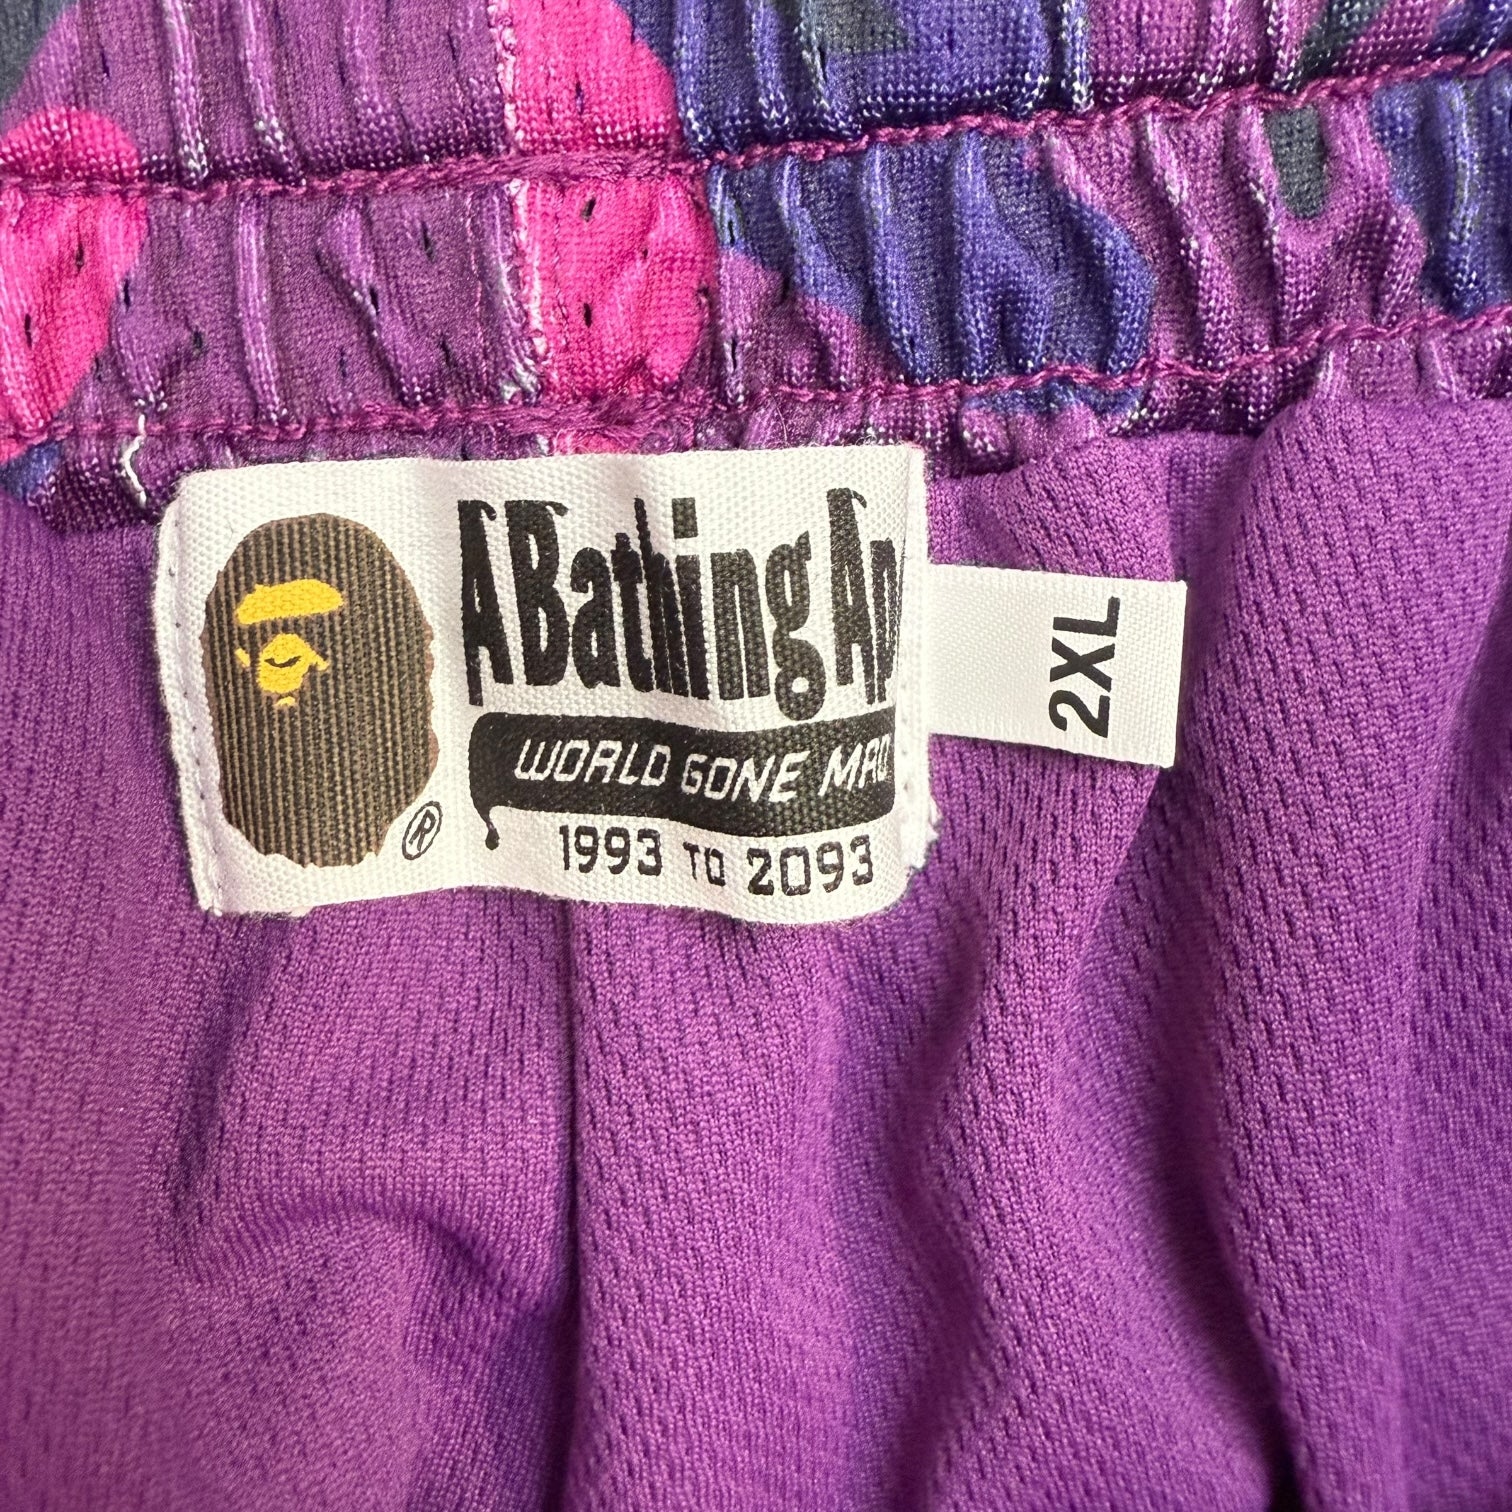 A Bathing Ap
WORLD GONE MAD
1993 TO 2093
®
2XL